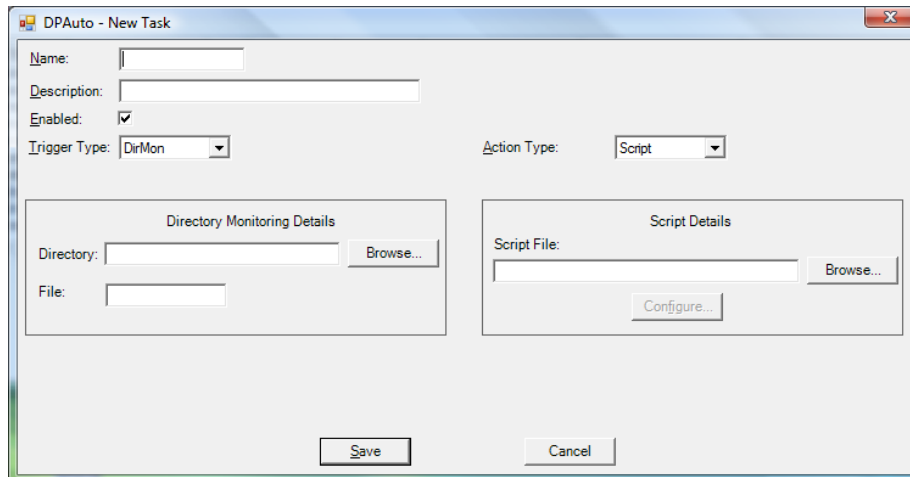 DPAuto - New Task
Name:
Description:
Enabled:
Trigger Type: DirMon Action Type: Script
Directory Monitoring Details
Directory: Browse...
File:
Script Details
Script File:
Browse...
Configure...
Save Cancel